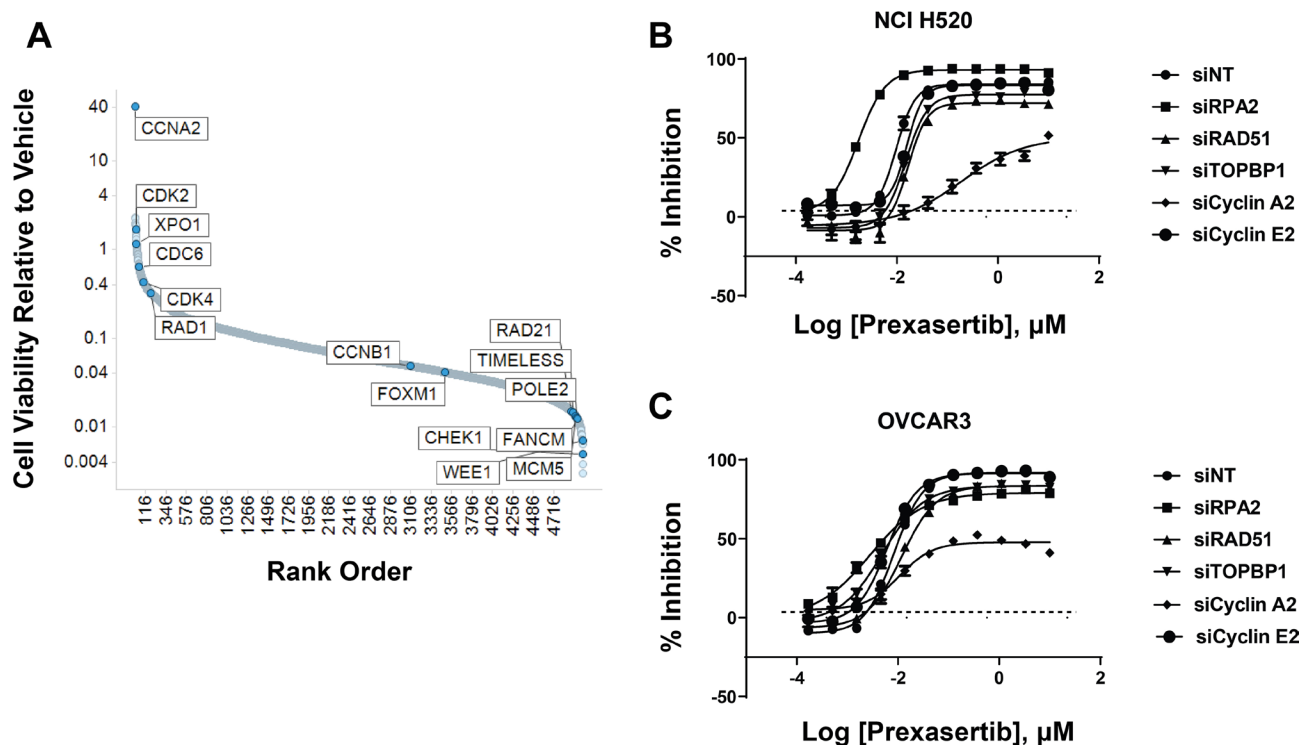 A
Cell Viability Relative to Vehicle
40
10
4
1
0.4
0.1
0.04
0.01
0.004
CCNA2
CDK2
XPO1
CDC6
CDK4
RAD1
CCNB1
FOXM1
RAD21
TIMELESS
POLE2
CHEK1
FANCM
WEE1
MCM5
116 346 576 806 1036 1266 1496 1726 1956 2186 2416 2646 2876 3106 3336 3566 3796 4026 4256 4486 4716
Rank Order
B
NCI H520
% Inhibition
100
50
0
-50
-4 -2 0 2
Log [Prexasertib], µM
siNT
siRPA2
siRAD51
siTOPBP1
siCyclin A2
siCyclin E2
C
OVCAR3
% Inhibition
100
50
0
-50
-4 -2 0 2
Log [Prexasertib], µM
siNT
siRPA2
siRAD51
siTOPBP1
siCyclin A2
siCyclin E2